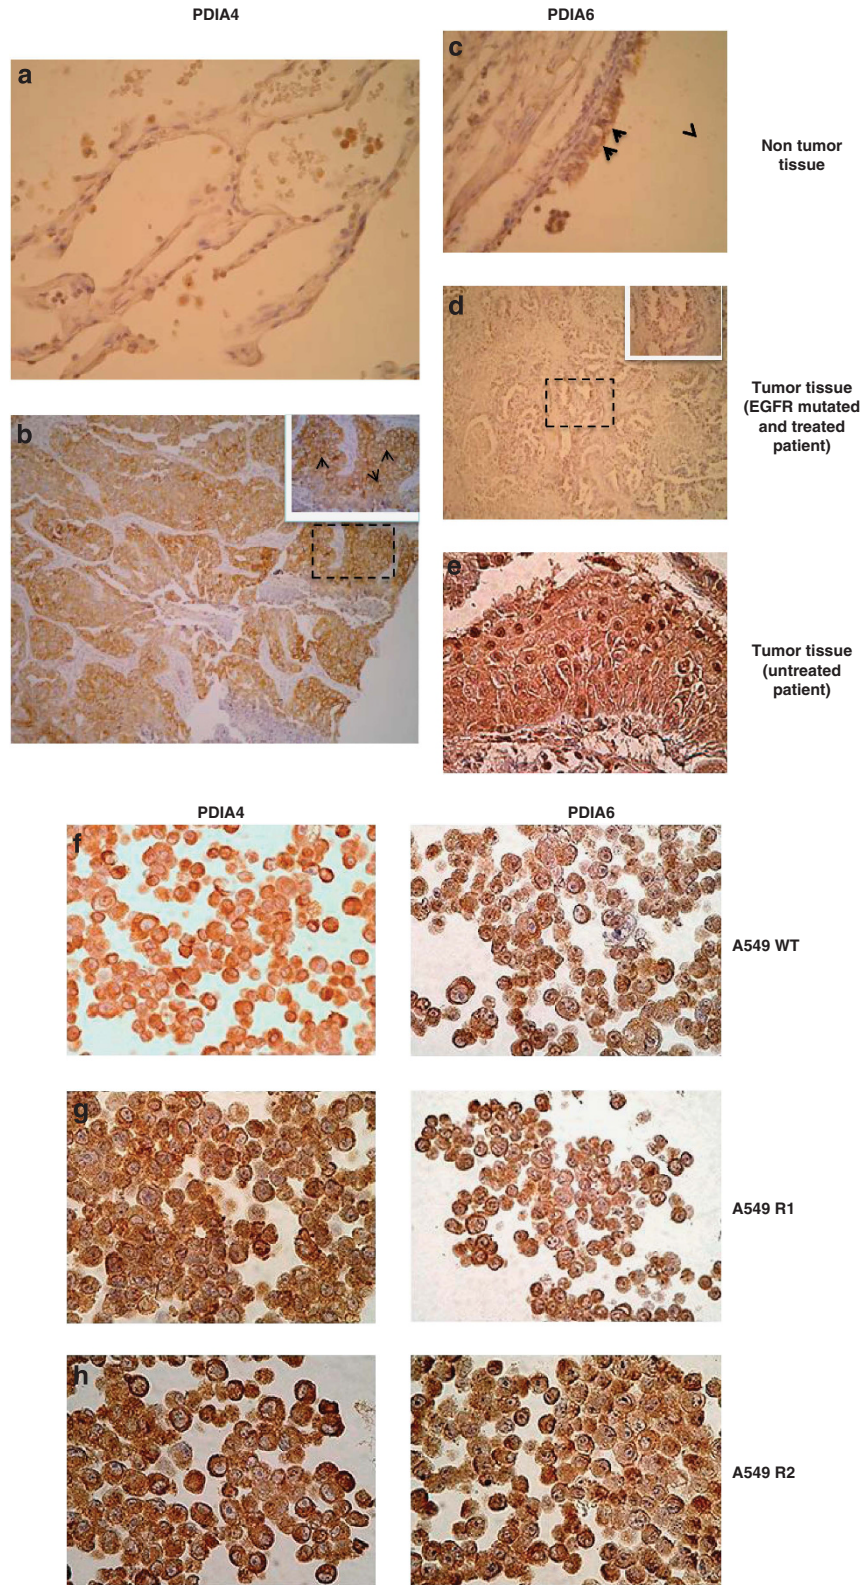 PDIA4
PDIA6
a
c
Non tumor
tissue
d
Tumor tissue
(EGFR mutated
and treated
patient)
b
e
Tumor tissue
(untreated
patient)
PDIA4
PDIA6
f
A549 WT
g
A549 R1
h
A549 R2